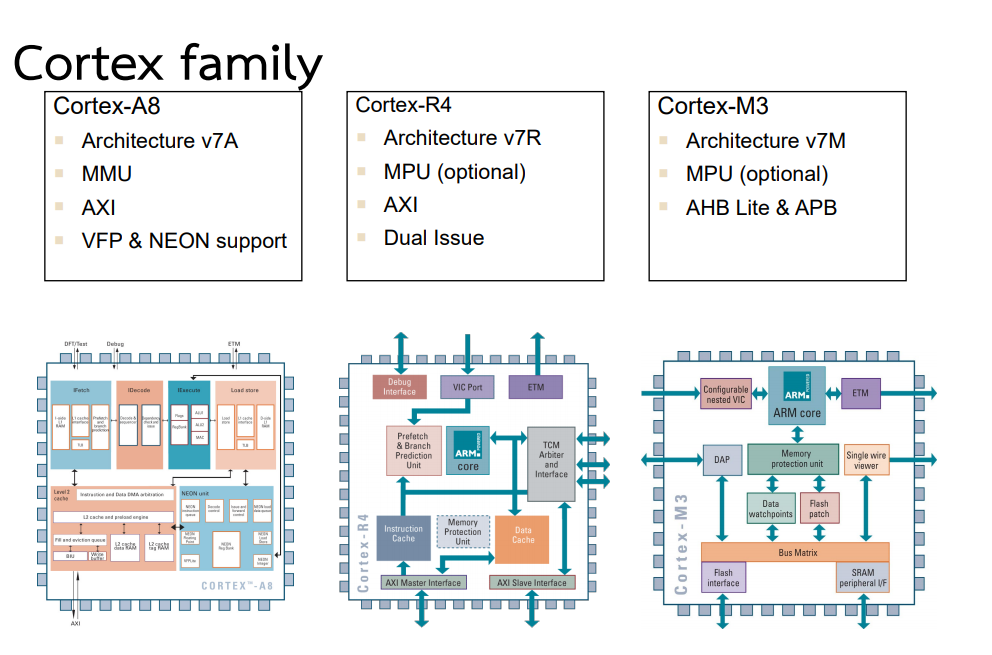 Cortex family
Cortex-A8
Architecture v7A
MMU
AXI
VFP & NEON support
Cortex-R4
Architecture v7R
MPU (optional)
AXI
Dual Issue
Cortex-M3
Architecture v7M
MPU (optional)
AHB Lite & APB
DFT/Test
Debug
ETM
IFetch
IDecode
IExecute
Load store
ALU
MAC
Level 2
cache
Instruction and Data DMA arbitration
L2 cache and preload engine
Fill and eviction queue
BIU
Write
buffer
L2 cache
data RAM
L2 cache
tag RAM
NEON unit
CORTEX™-A8
AXI
Debug
Interface
VIC Port
ETM
Prefetch
& Branch
Prediction
Unit
ARM
core
TCM
Arbiter
and
Interface
Instruction
Cache
Memory
Protection
Unit
Data
Cache
AXI Master Interface
AXI Slave Interface
Cortex-R4
Configurable
nested VIC
ARM
ARM core
ETM
DAP
Memory
protection unit
Single wire
viewer
Data
watchpoints
Flash
patch
Bus Matrix
Flash
interface
SRAM
peripheral I/F
Cortex-M3